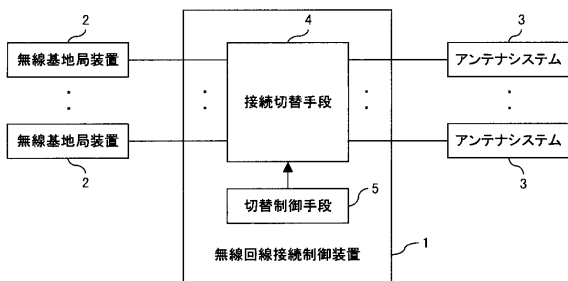 2
4
3
無線基地局装置
接続切替手段
アンテナシステム
無線基地局装置
アンテナシステム
2
3
切替制御手段
5
無線回線接続制御装置
1